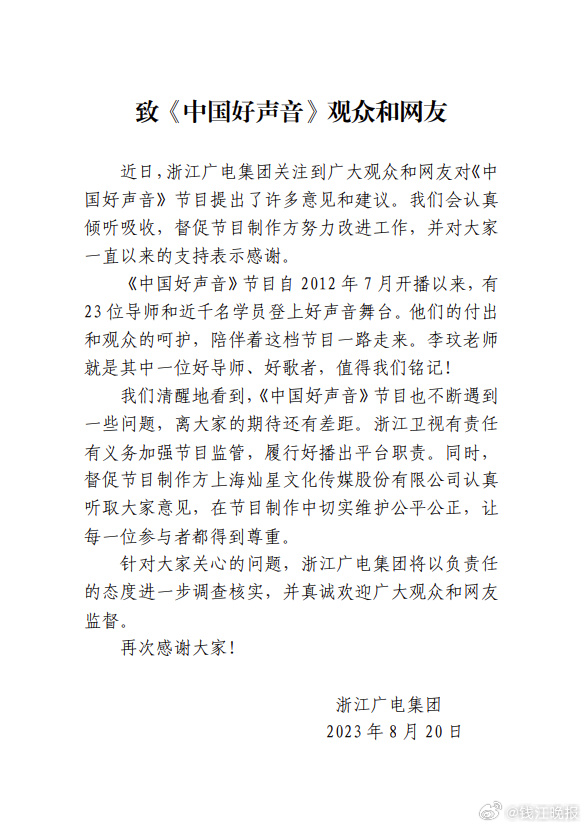 致《中国好声音》观众和网友
近日，浙江广电集团关注到广大观众和网友对《中
国好声音》节目提出了许多意见和建议。我们会认真
倾听吸收，督促节目制作方努力改进工作，并对大家
一直以来的支持表示感谢。
《中国好声音》节目自 2012 年 7 月开播以来，有
23 位导师和近千名学员登上好声音舞台。他们的付出
和观众的呵护，陪伴着这档节目一路走来。李玟老师
就是其中一位好导师、好歌者，值得我们铭记！
我们清醒地看到，《中国好声音》节目也不断遇到
一些问题，离大家的期待还有差距。浙江卫视有责任
有义务加强节目监管，履行好播出平台职责。同时，
督促节目制作方上海灿星文化传媒股份有限公司认真
听取大家意见，在节目制作中切实维护公平公正，让
每一位参与者都得到尊重。
针对大家关心的问题，浙江广电集团将以负责任
的态度进一步调查核实，并真诚欢迎广大观众和网友
监督。
再次感谢大家！
浙江广电集团
2023 年 8 月 20 日
@钱江晚报